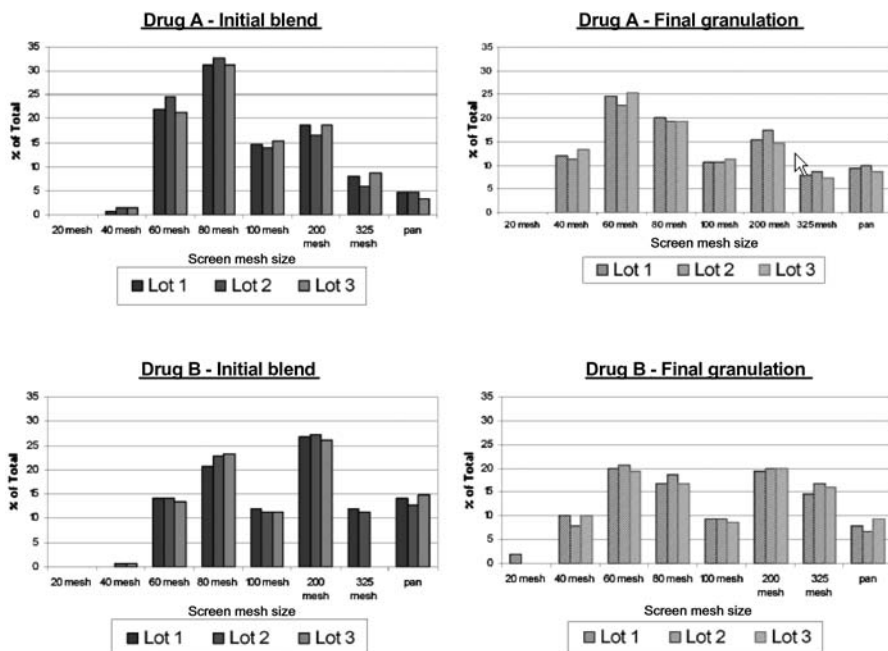 Drug A - Initial blend
% of Total
35
30
25
20
15
10
5
0
20 mesh 40 mesh 60 mesh 80 mesh 100 mesh 200 mesh 325 mesh pan
Screen mesh size
Lot 1 Lot 2 Lot 3
Drug A - Final granulation
% of Total
35
30
25
20
15
10
5
0
20 mesh 40 mesh 60 mesh 80 mesh 100 mesh 200 mesh 325 mesh pan
Screen mesh size
Lot 1 Lot 2 Lot 3
Drug B - Initial blend
% of Total
35
30
25
20
15
10
5
0
20 mesh 40 mesh 60 mesh 80 mesh 100 mesh 200 mesh 325 mesh pan
Screen mesh size
Lot 1 Lot 2 Lot 3
Drug B - Final granulation
% of Total
35
30
25
20
15
10
5
0
20 mesh 40 mesh 60 mesh 80 mesh 100 mesh 200 mesh 325 mesh pan
Screen mesh size
Lot 1 Lot 2 Lot 3